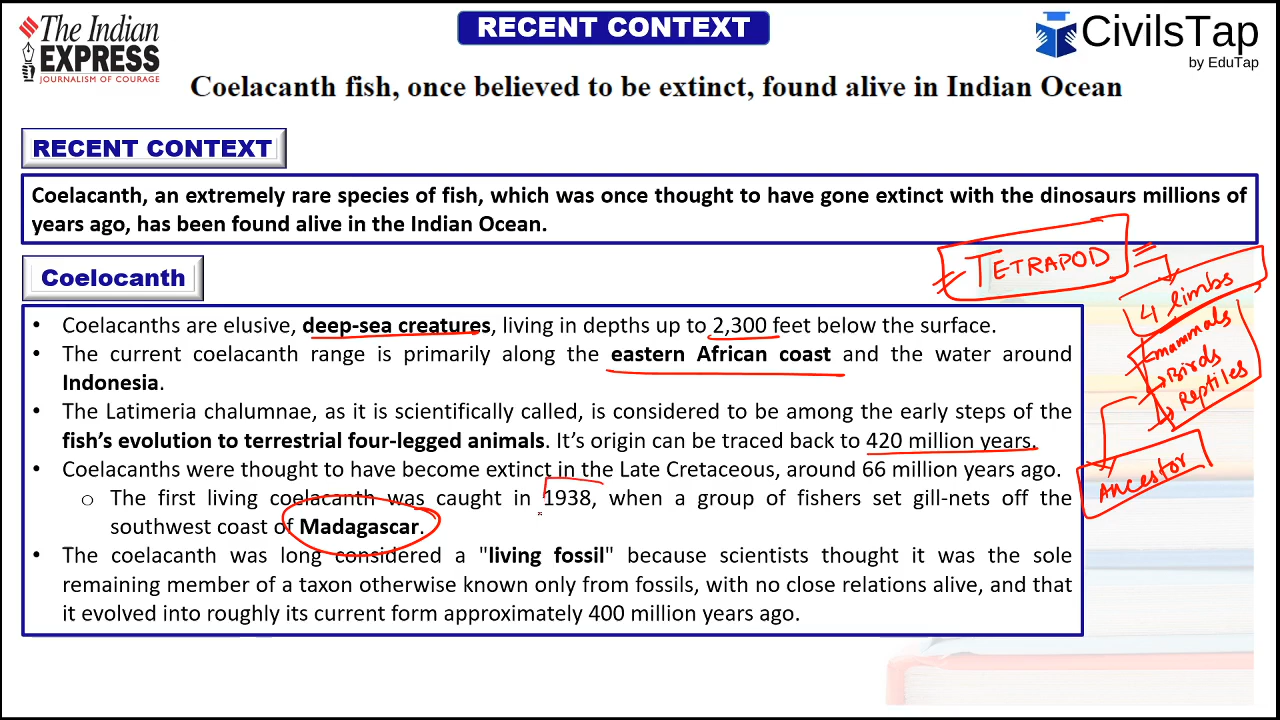 The Indian
EXPRESS
JOURNALISM OF COURAGE
RECENT CONTEXT
CivilsTap
by EduTap
Coelacanth fish, once believed to be extinct, found alive in Indian Ocean
RECENT CONTEXT
Coelacanth, an extremely rare species of fish, which was once thought to have gone extinct with the dinosaurs millions of
years ago, has been found alive in the Indian Ocean.
Coelocanth
TETRAPOD
4 limbs
mammals
Birds
Reptiles
Ancestor
• Coelacanths are elusive, deep-sea creatures, living in depths up to 2,300 feet below the surface.
• The current coelacanth range is primarily along the eastern African coast and the water around
Indonesia.
• The Latimeria chalumnae, as it is scientifically called, is considered to be among the early steps of the
fish's evolution to terrestrial four-legged animals. It's origin can be traced back to 420 million years.
• Coelacanths were thought to have become extinct in the Late Cretaceous, around 66 million years ago.
o The first living coelacanth was caught in 1938, when a group of fishers set gill-nets off the
southwest coast of Madagascar.
• The coelacanth was long considered a "living fossil" because scientists thought it was the sole
remaining member of a taxon otherwise known only from fossils, with no close relations alive, and that
it evolved into roughly its current form approximately 400 million years ago.